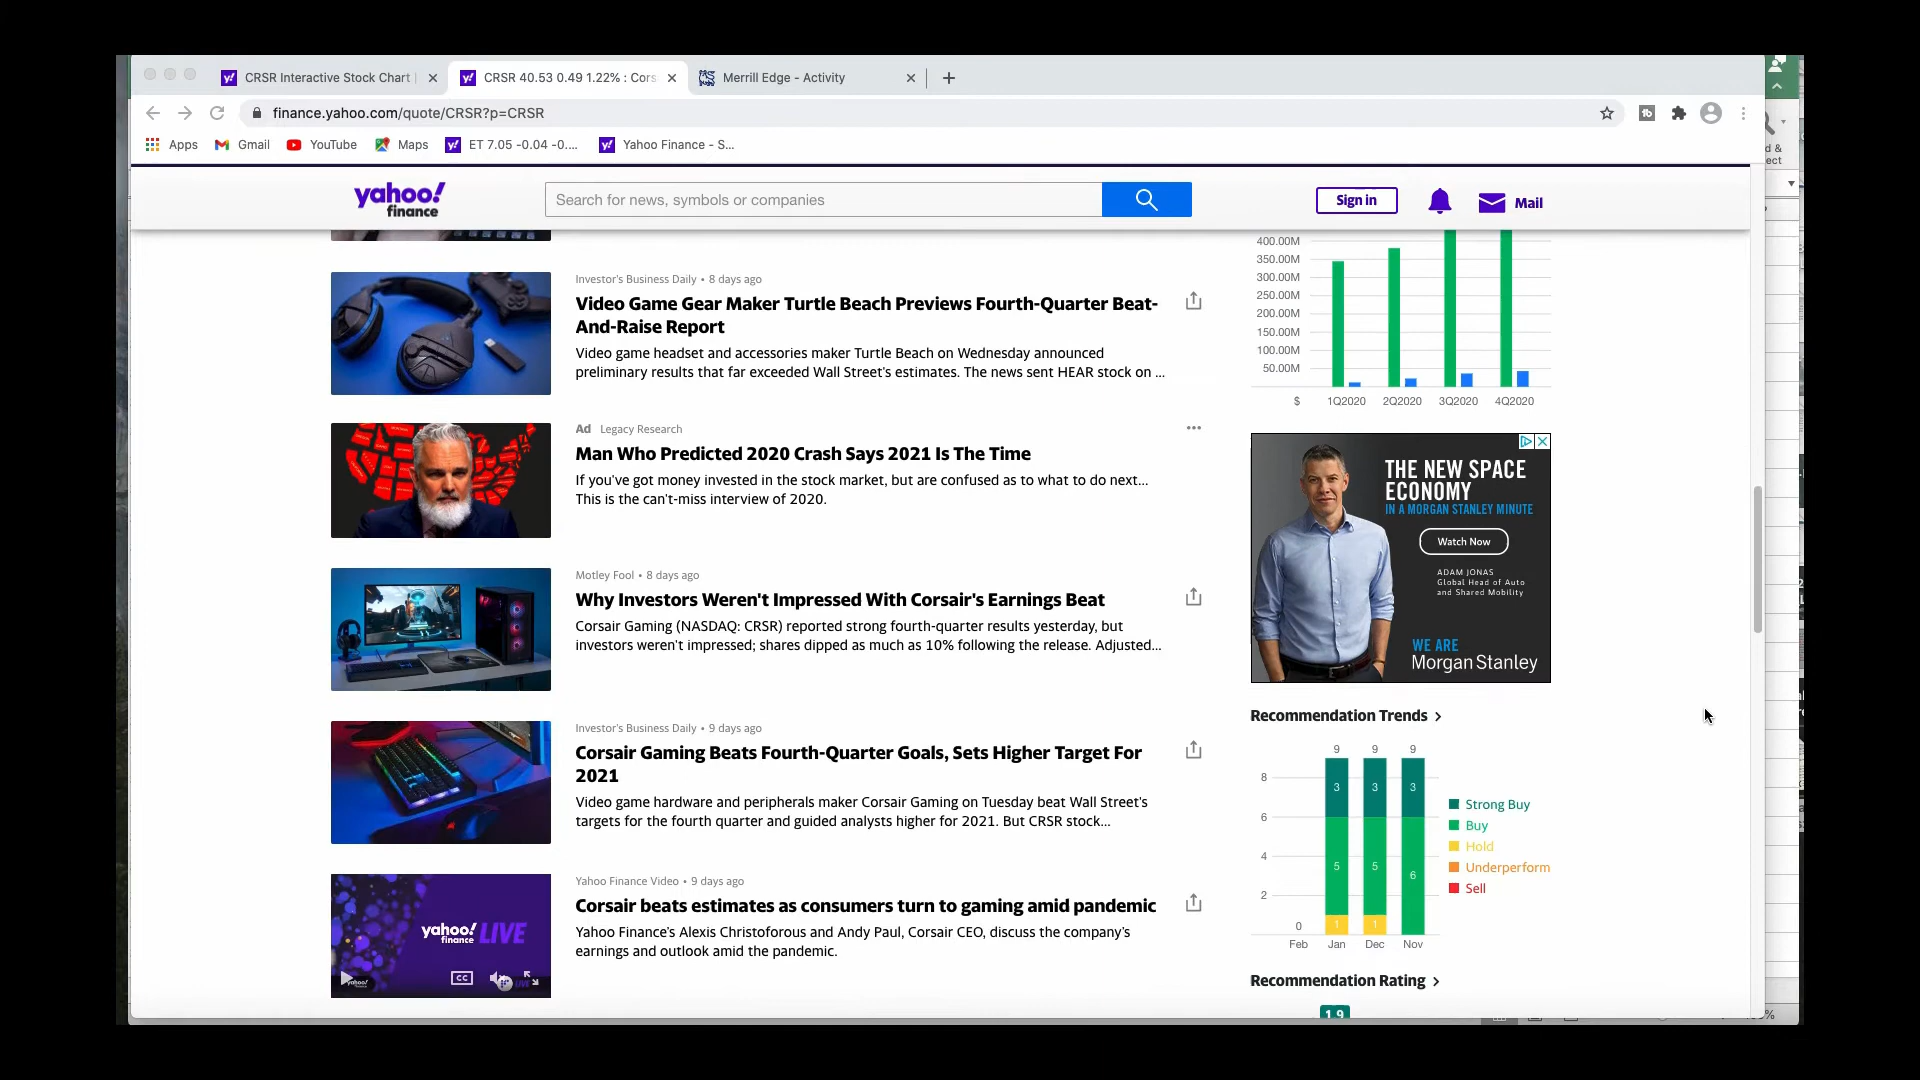 CRSR Interactive Stock Chart
CRSR 40.53 0.49 1.22% : Cors
Merrill Edge - Activity
finance.yahoo.com/quote/CRSR?p=CRSR
Apps
Gmail
YouTube
Maps
ET 7.05 -0.04 -0....
Yahoo Finance - S...
yahoo!
finance
Search for news, symbols or companies
Sign in
Mail
Investor's Business Daily • 8 days ago
Video Game Gear Maker Turtle Beach Previews Fourth-Quarter Beat-
And-Raise Report
Video game headset and accessories maker Turtle Beach on Wednesday announced
preliminary results that far exceeded Wall Street's estimates. The news sent HEAR stock on ...
Ad Legacy Research
Man Who Predicted 2020 Crash Says 2021 Is The Time
If you've got money invested in the stock market, but are confused as to what to do next...
This is the can't-miss interview of 2020.
Motley Fool • 8 days ago
Why Investors Weren't Impressed With Corsair's Earnings Beat
Corsair Gaming (NASDAQ: CRSR) reported strong fourth-quarter results yesterday, but
investors weren't impressed; shares dipped as much as 10% following the release. Adjusted...
Investor's Business Daily • 9 days ago
Corsair Gaming Beats Fourth-Quarter Goals, Sets Higher Target For
2021
Video game hardware and peripherals maker Corsair Gaming on Tuesday beat Wall Street's
targets for the fourth quarter and guided analysts higher for 2021. But CRSR stock...
yahoo! LIVE
finance
CC
Yahoo Finance Video • 9 days ago
Corsair beats estimates as consumers turn to gaming amid pandemic
Yahoo Finance's Alexis Christoforous and Andy Paul, Corsair CEO, discuss the company's
earnings and outlook amid the pandemic.
400.00M
350.00M
300.00M
250.00M
200.00M
150.00M
100.00M
50.00M
$ 1Q2020 2Q2020 3Q2020 4Q2020
THE NEW SPACE
ECONOMY
IN A MORGAN STANLEY MINUTE
Watch Now
ADAM JONAS
Global Head of Auto
and Shared Mobility
WE ARE
Morgan Stanley
Recommendation Trends
9 9 9
8
3 3 3
6
5 5 6
4
2
0 1 1
Feb Jan Dec Nov
Strong Buy
Buy
Hold
Underperform
Sell
Recommendation Rating
1.9
d &
ect